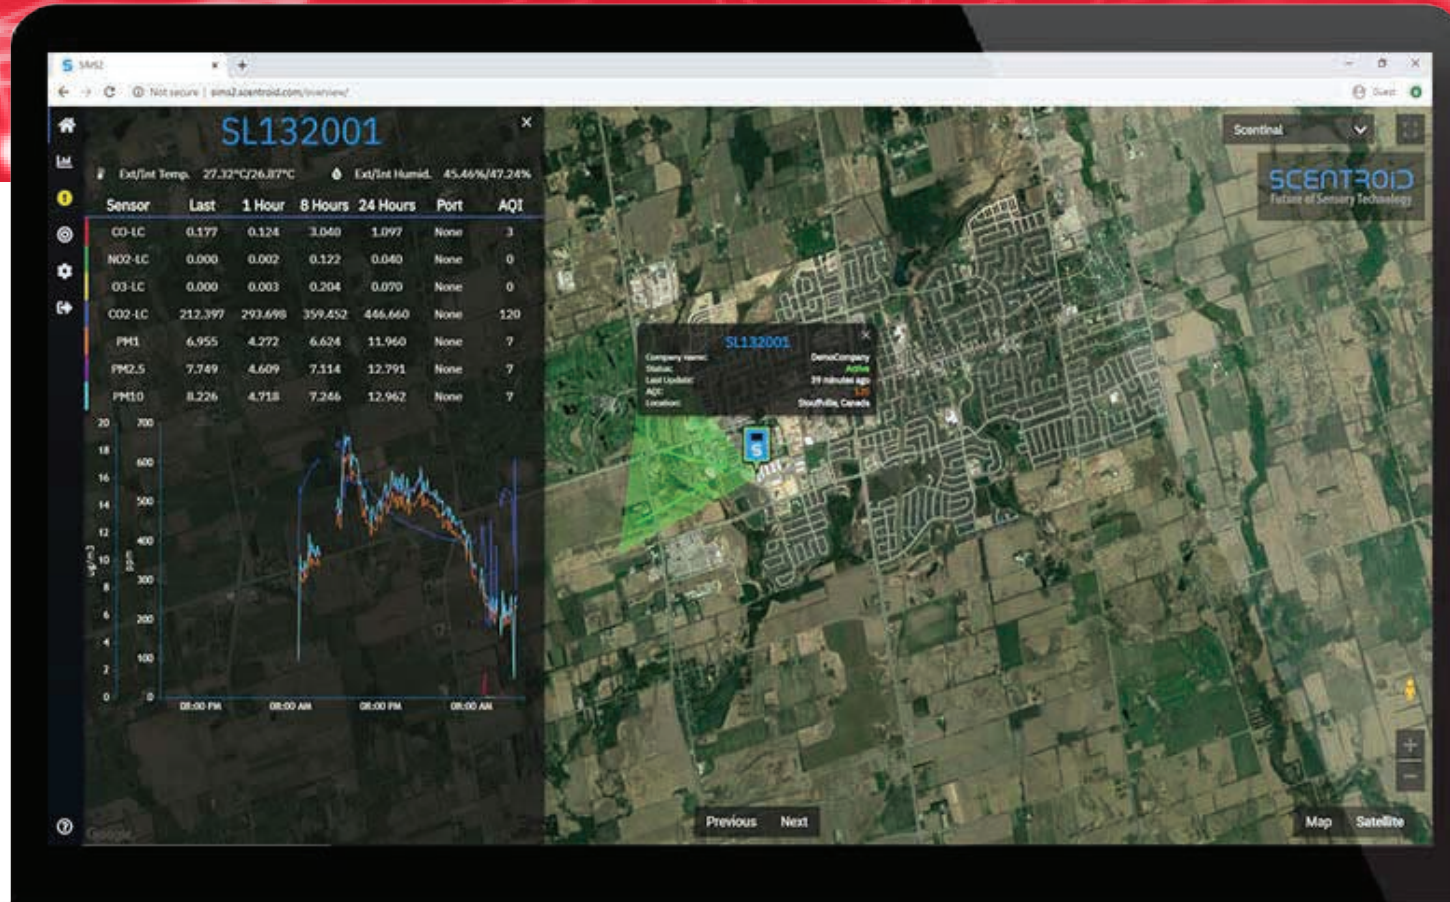 SIMS2
Not secure | sims2.scentroid.com/overview/
Guest
SL132001
Ext/Int Temp. 27.32°C/26.87°C Ext/Int Humid. 45.46%/47.24%
Sensor Last 1 Hour 8 Hours 24 Hours Port AQI
CO-LC 0.177 0.124 3.040 1.097 None 3
NO2-LC 0.000 0.002 0.122 0.040 None 0
O3-LC 0.000 0.003 0.204 0.070 None 0
CO2-LC 212.397 293.698 359.452 446.660 None 120
PM1 6.955 4.272 6.624 11.960 None 7
PM2.5 7.749 4.609 7.114 12.791 None 7
PM10 8.226 4.718 7.246 12.962 None 7
20 700
18
16 600
14 500
12
10 400
8 300
6 200
4
2 100
0 0
ug/m3
ppm
08:00 PM 08:00 AM 08:00 PM 08:00 AM
Google
Scentinal
SCENTROID
Future of Sensory Technology
SL132001
Company name: DemoCompany
Status: Active
Last Update: 39 minutes ago
AQI: 120
Location: Stouffville, Canada
Previous Next
Map Satellite